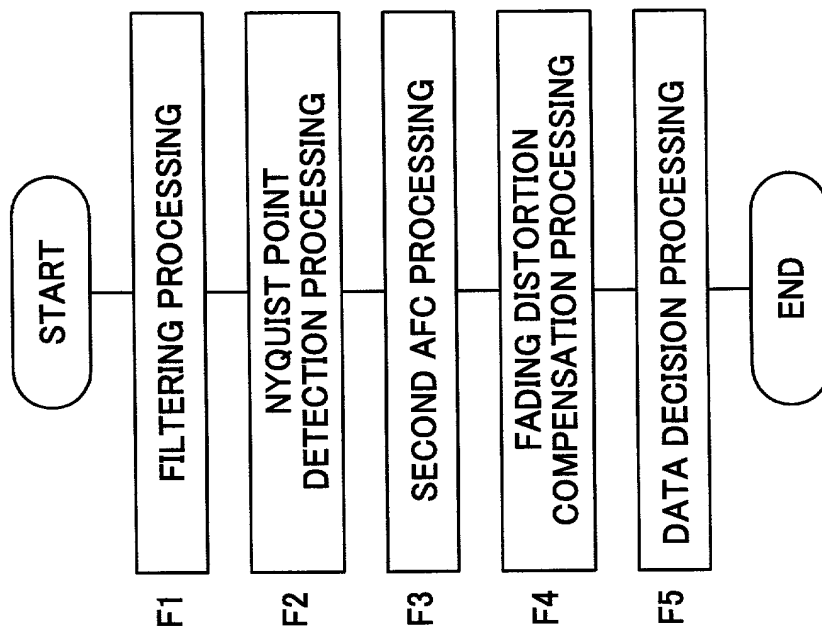 START
F1 FILTERING PROCESSING
F2 NYQUIST POINT
DETECTION PROCESSING
F3 SECOND AFC PROCESSING
F4 FADING DISTORTION
COMPENSATION PROCESSING
F5 DATA DECISION PROCESSING
END